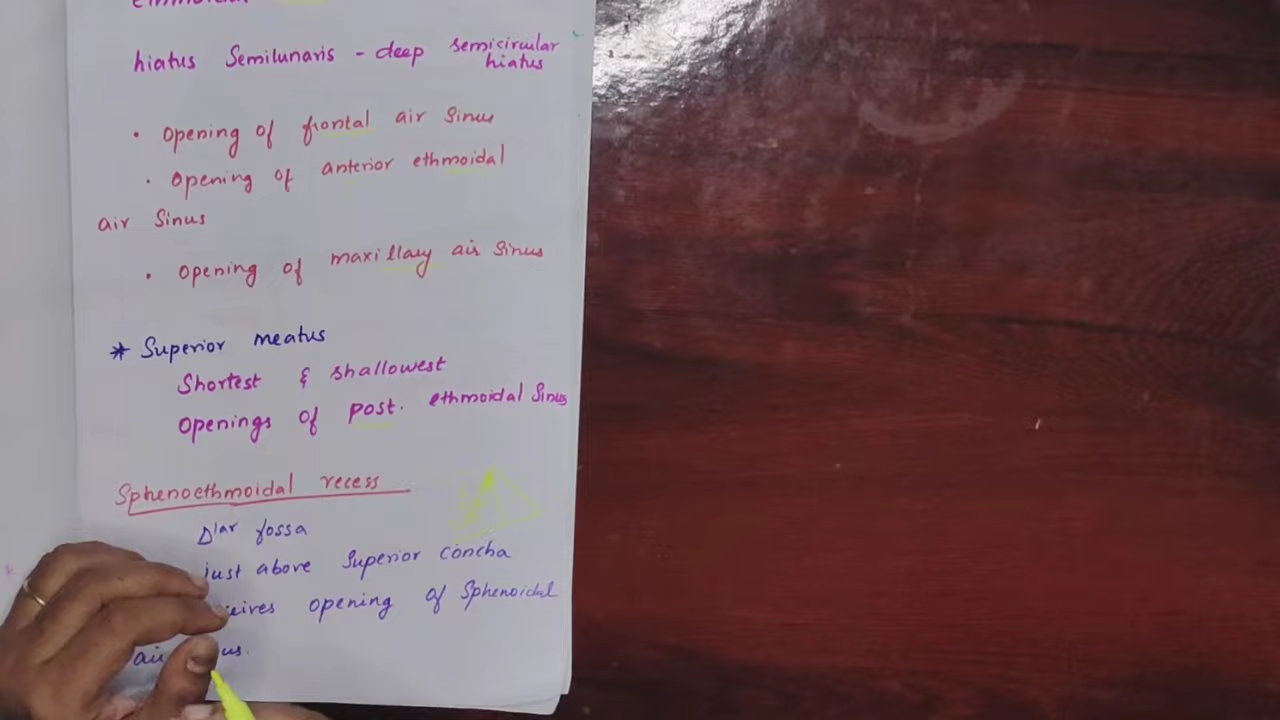 hiatus Semilunaris - deep semicircular hiatus
• Opening of frontal air Sinus
• Opening of anterior ethmoidal
air Sinus
• Opening of maxillary air Sinus
* Superior meatus
Shortest & shallowest
Openings of post. ethmoidal Sinus
Sphenoethmoidal recess
Δ'ar fossa
just above Superior concha
opening of Sphenoidal